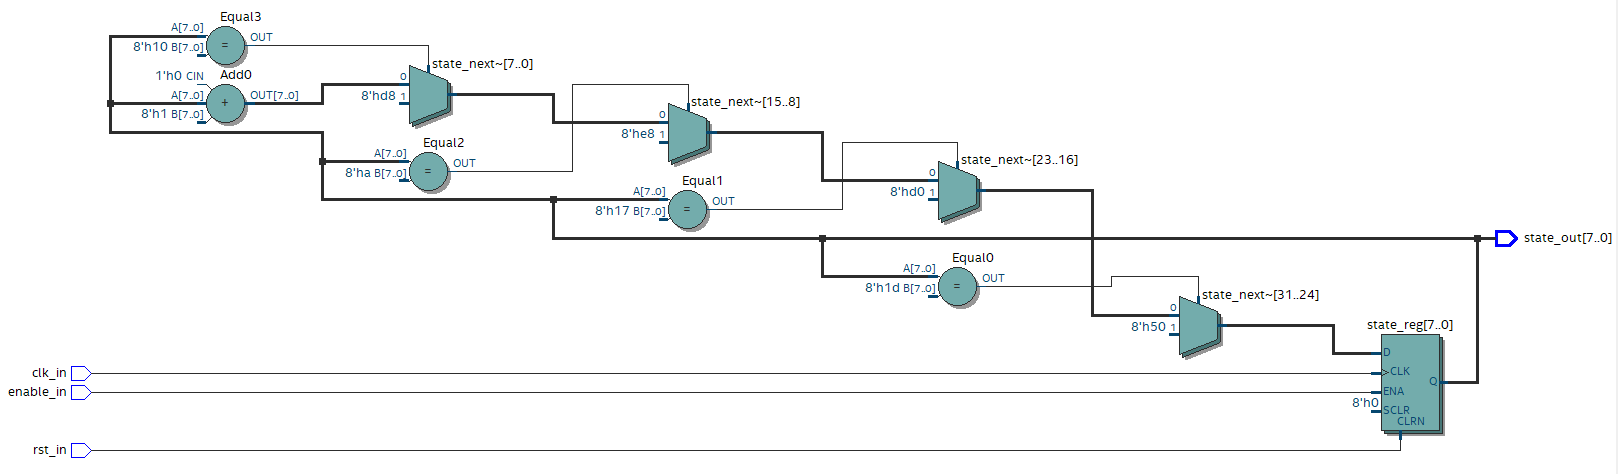 Equal3
A[7..0]
8'h10 B[7..0]
=
OUT
1'h0 CIN
Add0
A[7..0]
8'h1 B[7..0]
+
OUT[7..0]
state_next~[7..0]
0
8'hd8 1
Equal2
A[7..0]
8'ha B[7..0]
=
OUT
state_next~[15..8]
0
8'he8 1
Equal1
A[7..0]
8'h17 B[7..0]
=
OUT
state_next~[23..16]
0
8'hd0 1
state_out[7..0]
Equal0
A[7..0]
8'h1d B[7..0]
=
OUT
state_next~[31..24]
0
8'h50 1
state_reg[7..0]
D
CLK
Q
ENA
8'h0
SCLR
CLRN
clk_in
enable_in
rst_in